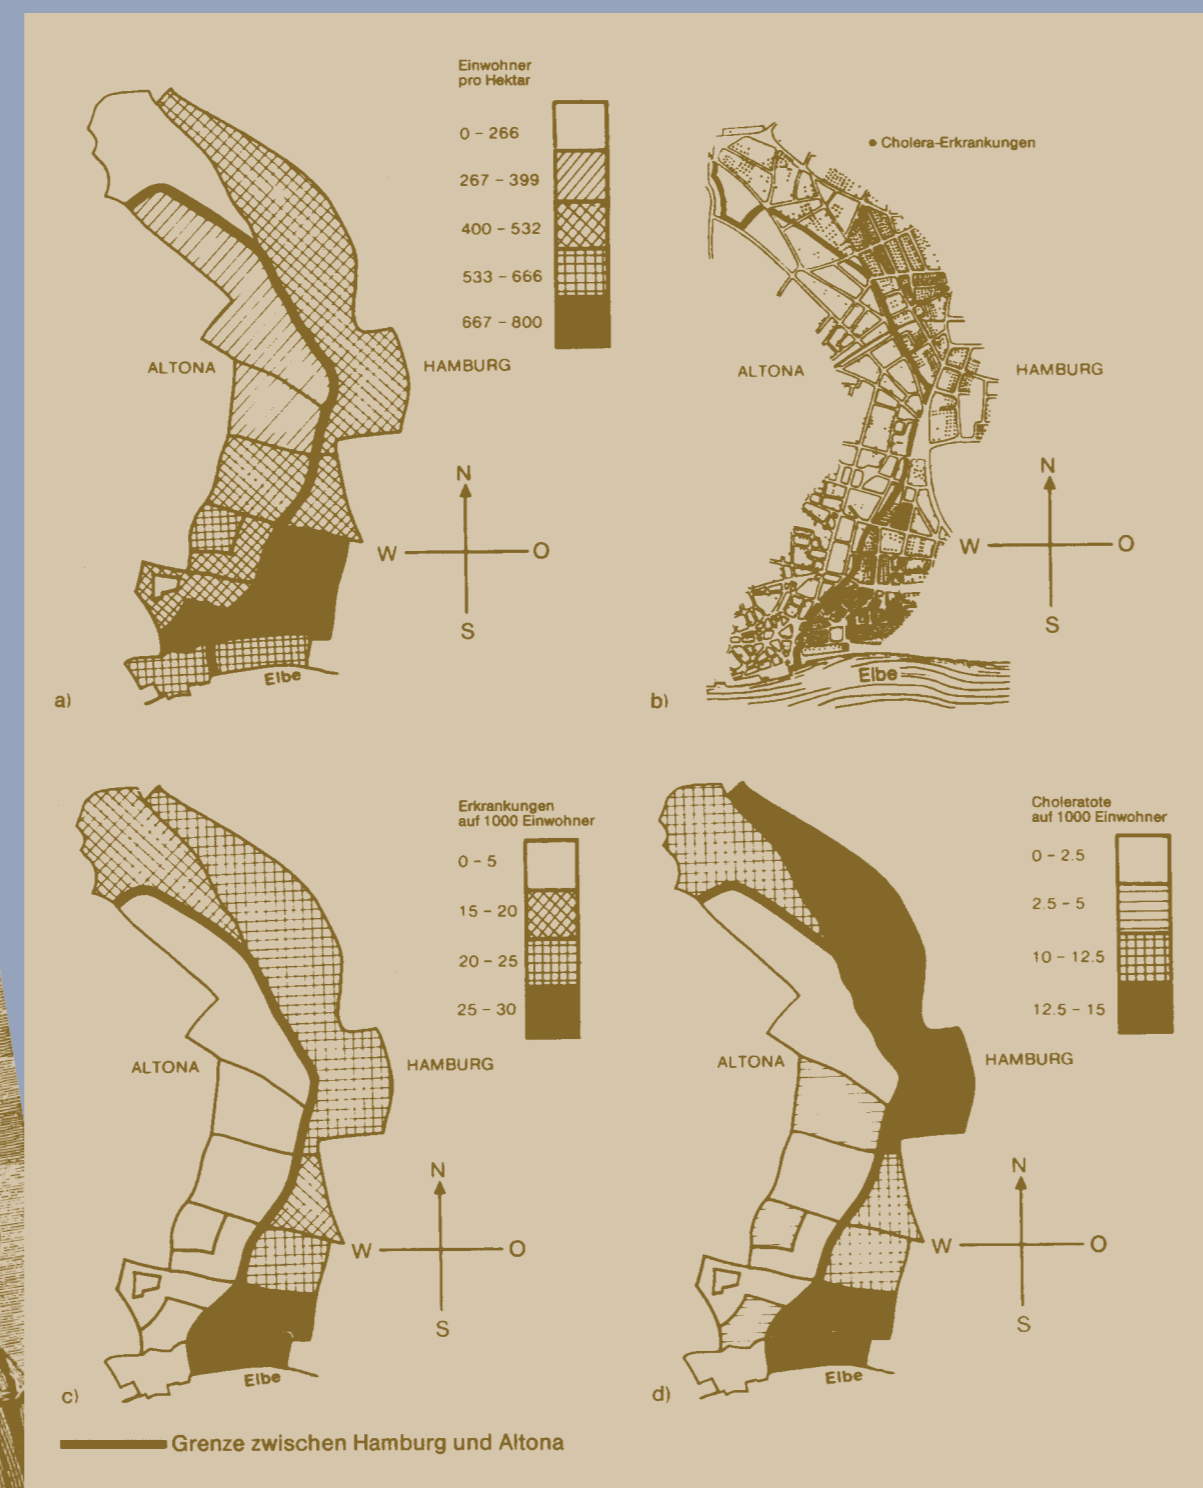 Einwohner
pro Hektar
0 – 266
267 – 399
400 – 532
533 – 666
667 – 800
ALTONA
HAMBURG
N
W
O
S
Elbe
a)
• Cholera-Erkrankungen
ALTONA
HAMBURG
N
W
O
S
Elbe
b)
Erkrankungen
auf 1000 Einwohner
0 – 5
15 – 20
20 – 25
25 – 30
ALTONA
HAMBURG
N
W
O
S
Elbe
c)
Choleratote
auf 1000 Einwohner
0 – 2.5
2.5 – 5
10 – 12.5
12.5 – 15
ALTONA
HAMBURG
N
W
O
S
Elbe
d)
Grenze zwischen Hamburg und Altona